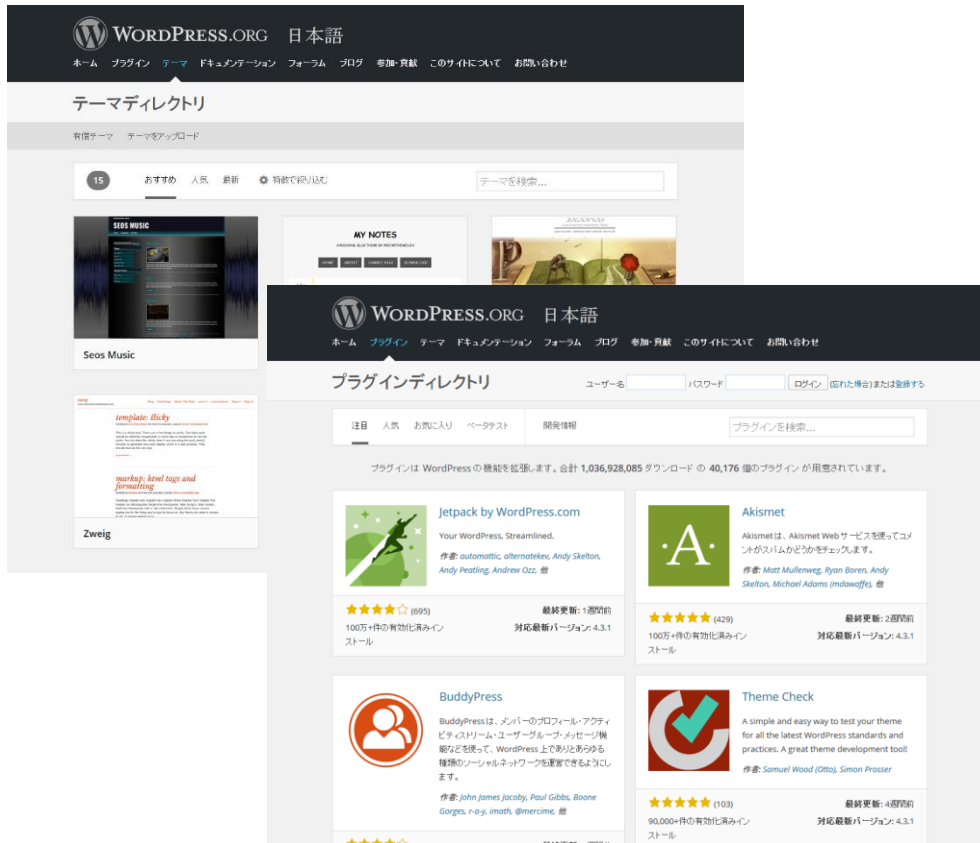 WORDPRESS.ORG 日本語
ホーム プラグイン テーマ ドキュメンテーション フォーラム ブログ 参加・貢献 このサイトについて お問い合わせ
テーマディレクトリ
有償テーマ テーマをアップロード
15 おすすめ 人気 最新 特徴で絞り込む テーマを検索...
SEOS MUSIC
MY NOTES
HOME ABOUT SAMPLE PAGE
Seos Music
template: flicky
markup: html tags and
formatting
Zweig
WORDPRESS.ORG 日本語
ホーム プラグイン テーマ ドキュメンテーション フォーラム ブログ 参加・貢献 このサイトについて お問い合わせ
プラグインディレクトリ ユーザー名 パスワード ログイン (忘れた場合)または登録する
注目 人気 お気に入り ベータテスト 開発情報 プラグインを検索...
プラグインは WordPress の機能を拡張します。合計 1,036,928,085 ダウンロード の 40,176 個のプラグイン が用意されています。
Jetpack by WordPress.com
Your WordPress, Streamlined.
作者: automattic, alternatekev, Andy Skelton,
Andy Peatling, Andrew Ozz, 他
(695) 最終更新: 1週間前
100万+件の有効化済みイン 対応最新バージョン: 4.3.1
ストール
·A·
Akismet
Akismet は、Akismet Web サービスを使ってコメ
ントがスパムかどうかをチェックします。
作者: Matt Mullenweg, Ryan Boren, Andy
Skelton, Michael Adams (mdawaffe), 他
(429) 最終更新: 2週間前
100万+件の有効化済みイン 対応最新バージョン: 4.3.1
ストール
BuddyPress
BuddyPress は、メンバーのプロフィール・アクティ
ビティストリーム・ユーザーグループ・メッセージ機
能などを使って、WordPress 上でありとあらゆる
種類のソーシャルネットワークを運営できるようにし
ます。
作者: John James Jacoby, Paul Gibbs, Boone
Gorges, r-a-y, imath, @mercime, 他
Theme Check
A simple and easy way to test your theme
for all the latest WordPress standards and
practices. A great theme development tool!
作者: Samuel Wood (Otto), Simon Prosser
(103) 最終更新: 4週間前
90,000+件の有効化済みイン 対応最新バージョン: 4.3.1
ストール